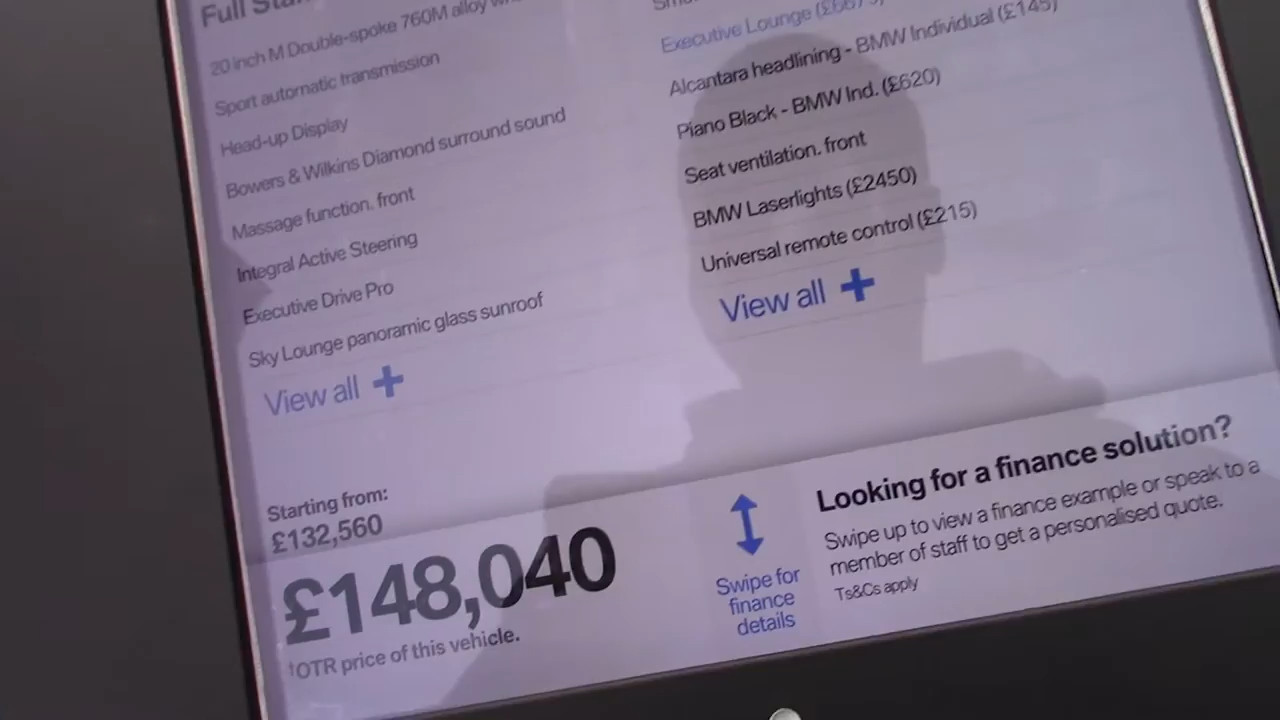 Full
20 inch M Double-spoke 760M alloy
Sport automatic transmission
Head-up Display
Bowers & Wilkins Diamond surround sound
Massage function. front
Integral Active Steering
Executive Drive Pro
Sky Lounge panoramic glass sunroof
View all +
Executive Lounge
Alcantara headlining - BMW Individual (£145)
Piano Black - BMW Ind. (£620)
Seat ventilation. front
BMW Laserlights (£2450)
Universal remote control (£215)
View all +
Starting from:
£132,560
£148,040
†OTR price of this vehicle.
Swipe for
finance
details
Looking for a finance solution?
Swipe up to view a finance example or speak to a
member of staff to get a personalised quote.
Ts&Cs apply